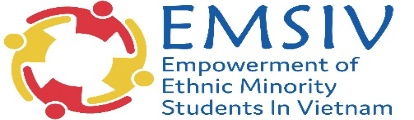 EMSIV
Empowerment of
Ethnic Minority
Students In Vietnam